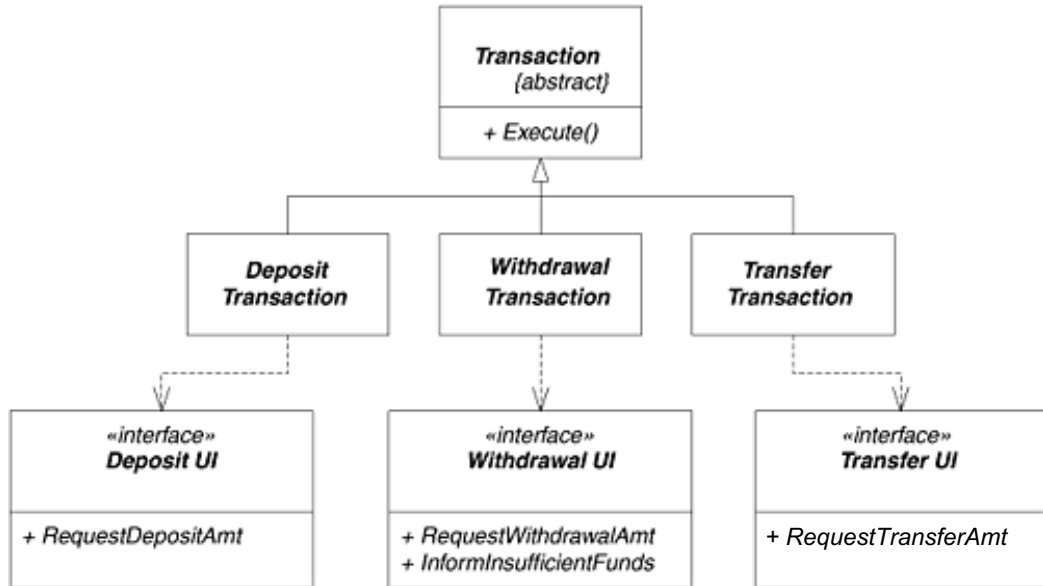 Transaction
{abstract}
+ Execute()
Deposit
Transaction
Withdrawal
Transaction
Transfer
Transaction
«interface»
Deposit UI
+ RequestDepositAmt
«interface»
Withdrawal UI
+ RequestWithdrawalAmt
+ InformInsufficientFunds
«interface»
Transfer UI
+ RequestTransferAmt